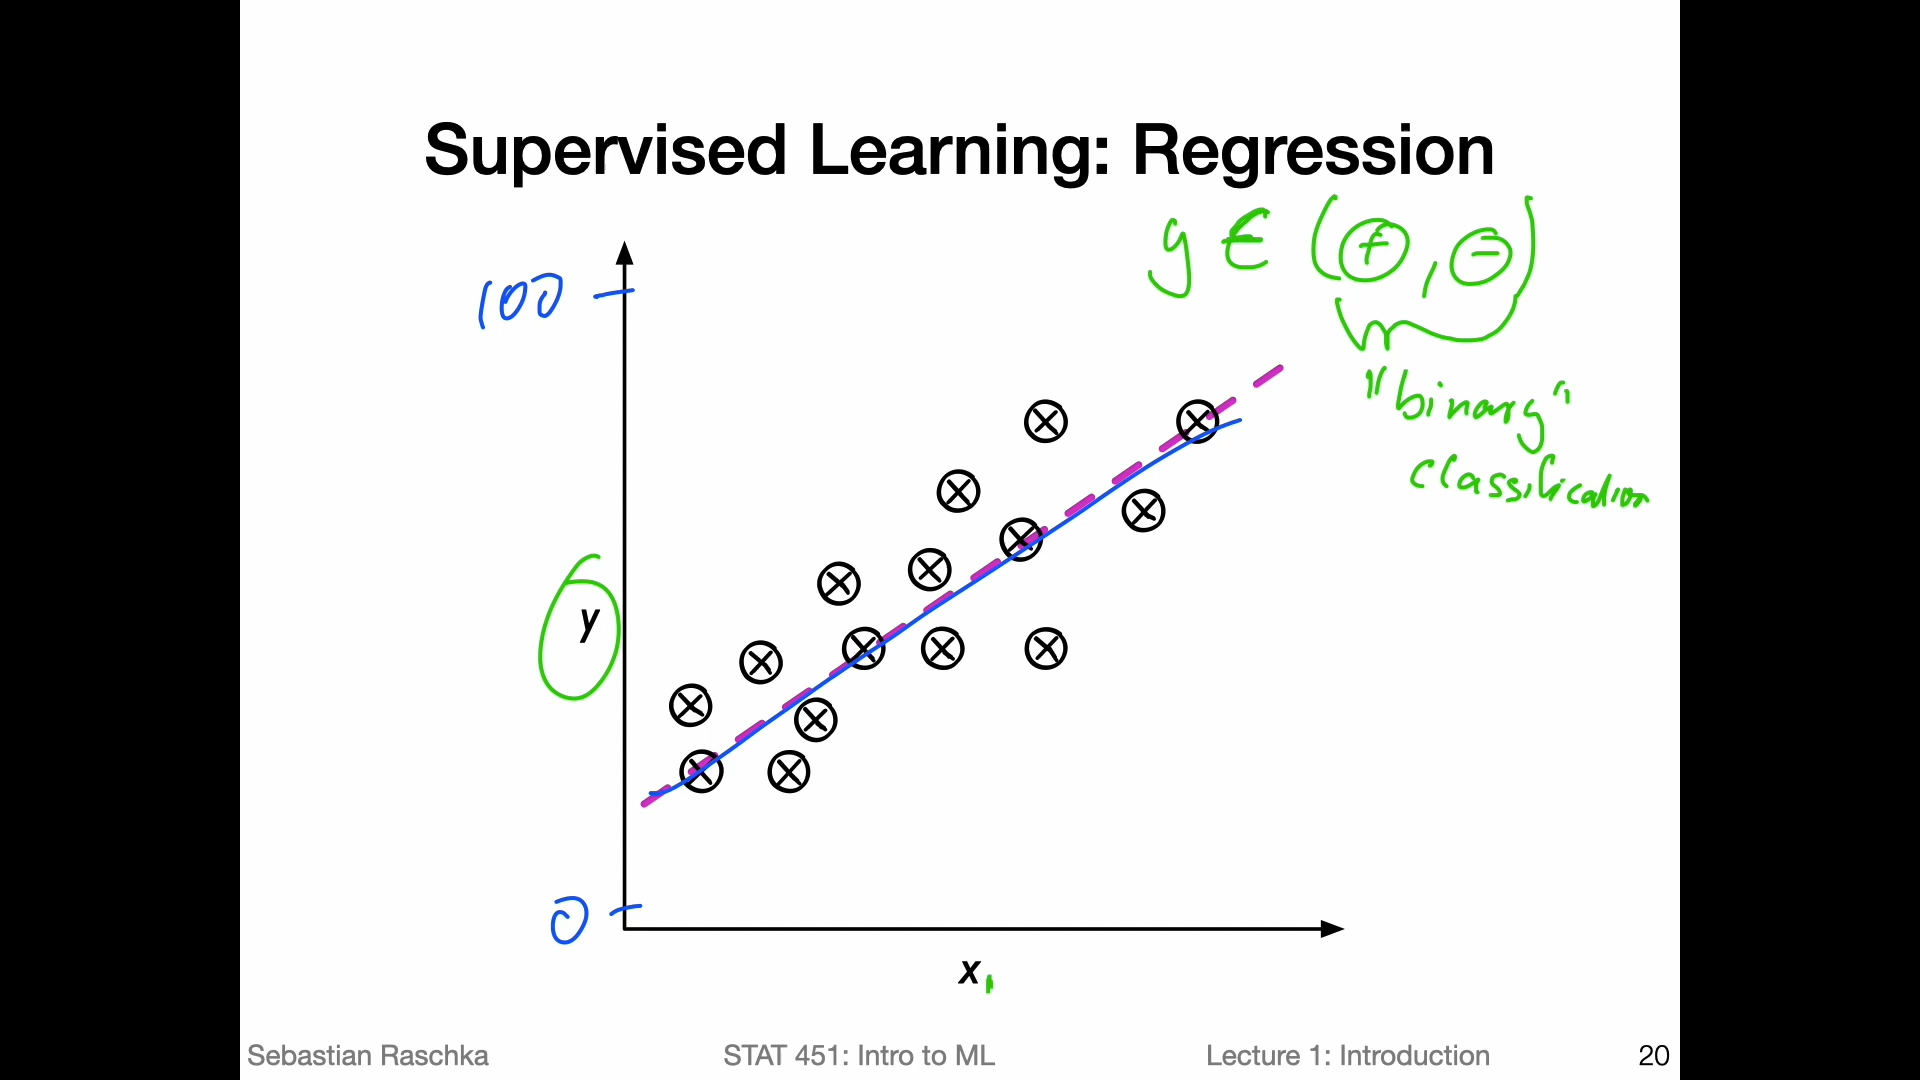 Supervised Learning: Regression
y ∈ (+, −)
100
"binary"
classification
y
0
x1
Sebastian Raschka STAT 451: Intro to ML Lecture 1: Introduction 20